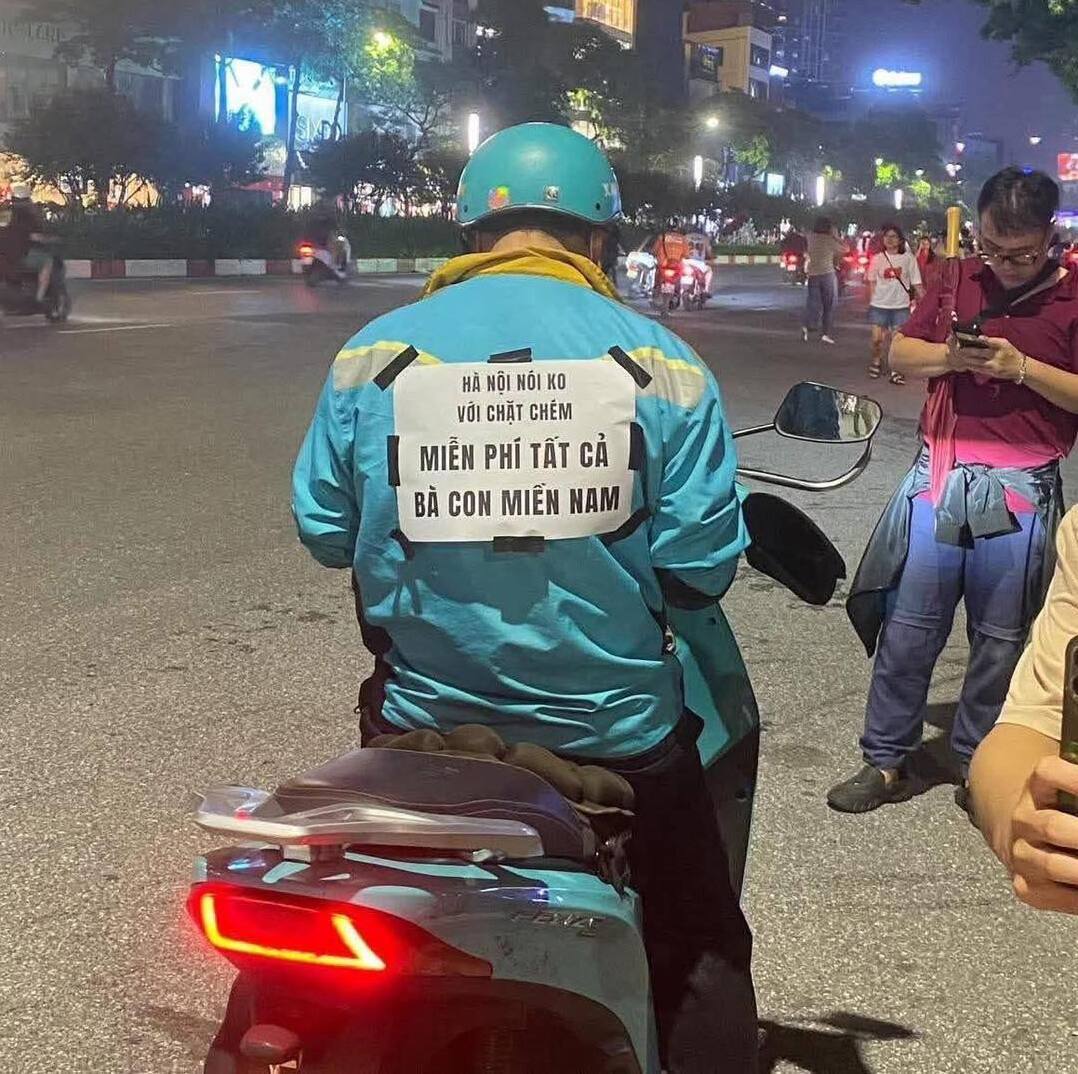 HÀ NỘI NÓI KO
VỚI CHẶT CHÉM
MIỄN PHÍ TẤT CẢ
BÀ CON MIỀN NAM